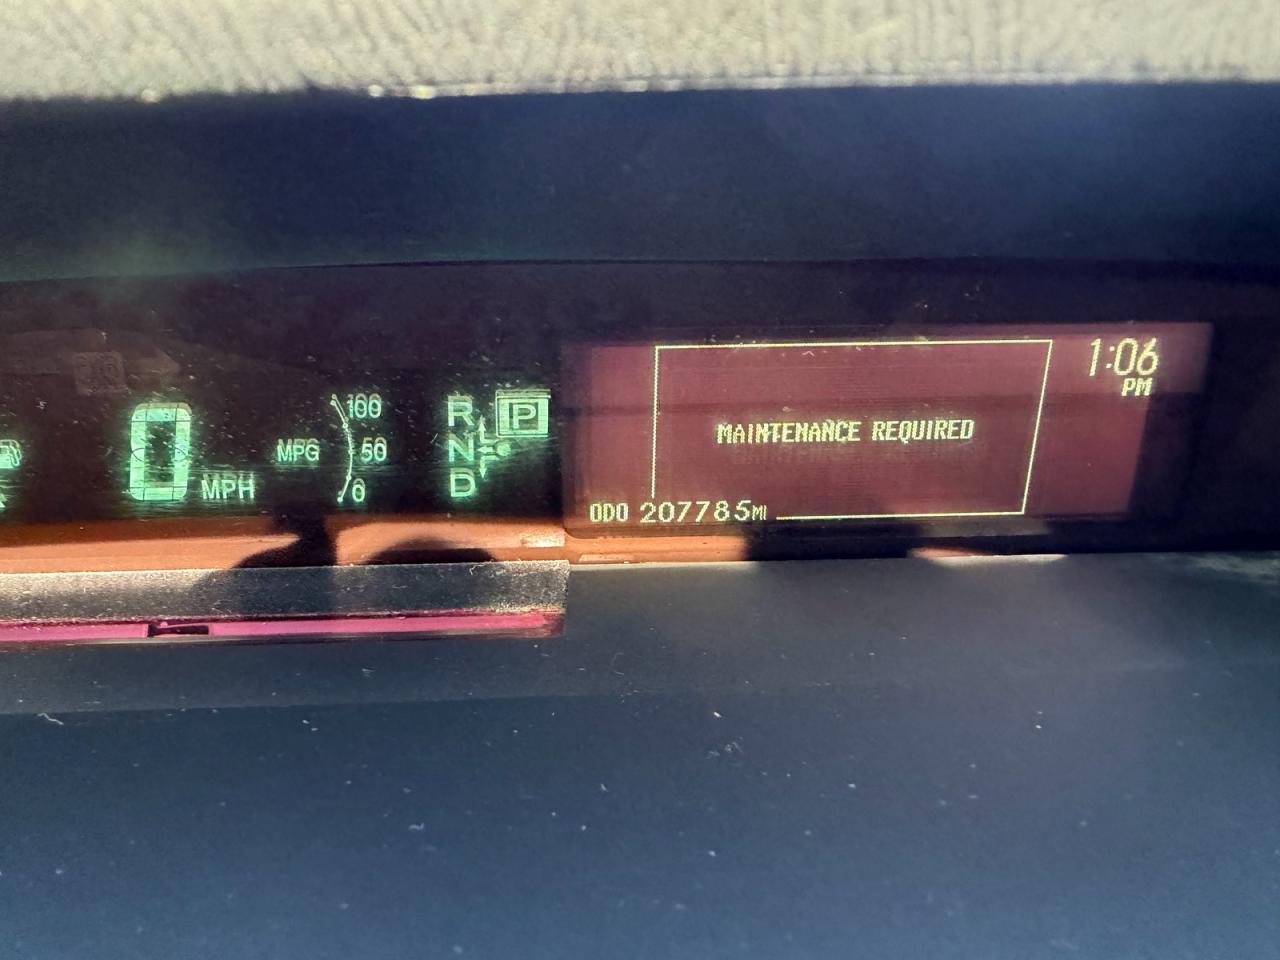 0 MPH
MPG
100
50
0
R
N
D
P
MAINTENANCE REQUIRED
ODO 207785MI
1:06
PM